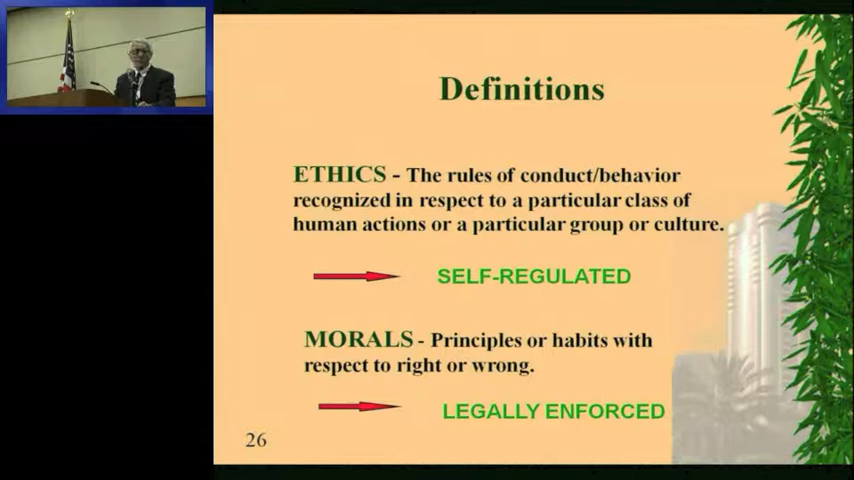 Definitions
ETHICS - The rules of conduct/behavior
recognized in respect to a particular class of
human actions or a particular group or culture.
SELF-REGULATED
MORALS - Principles or habits with
respect to right or wrong.
LEGALLY ENFORCED
26